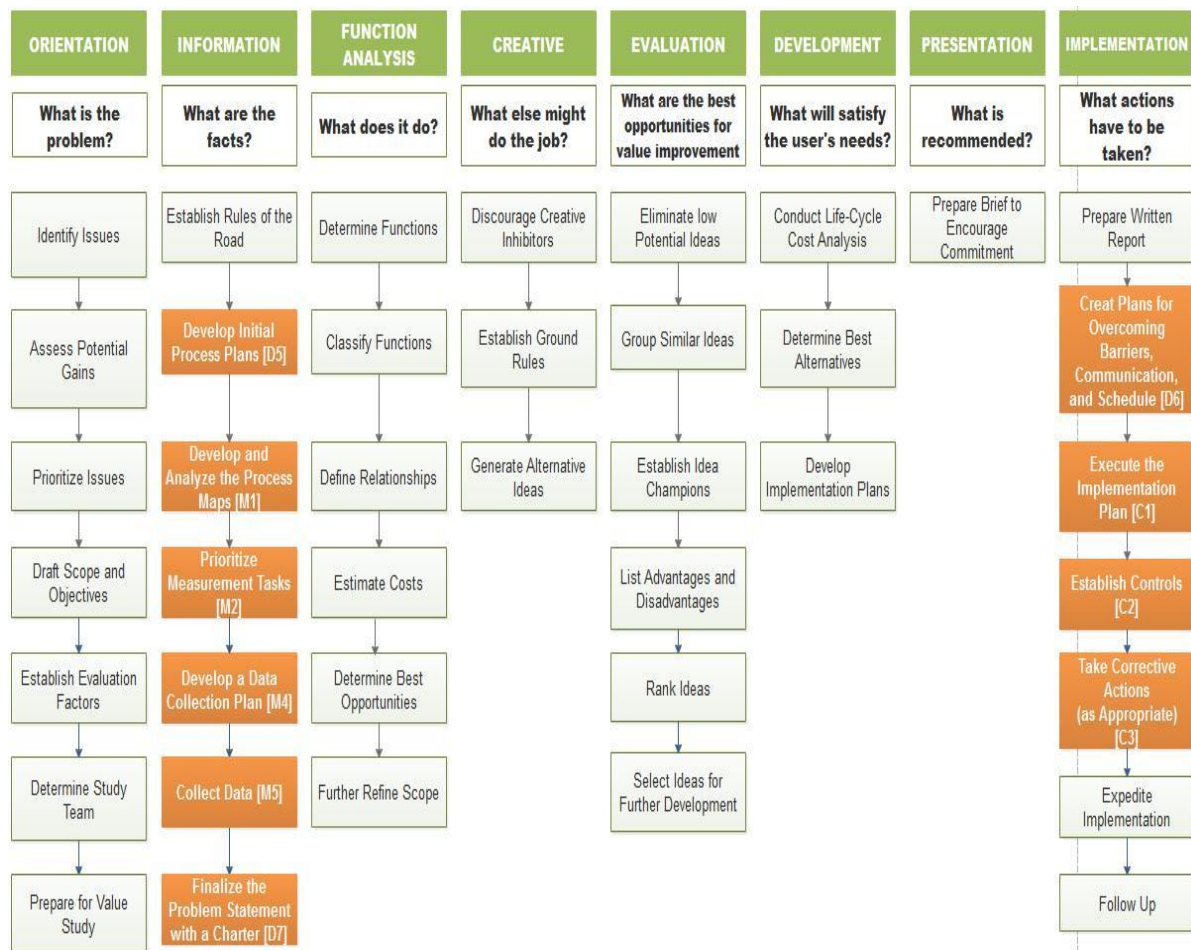 ORIENTATION
What is the
problem?
Identify Issues
Assess Potential
Gains
Prioritize Issues
Draft Scope and
Objectives
Establish Evaluation
Factors
Determine Study
Team
Prepare for Value
Study
INFORMATION
What are the
facts?
Establish Rules of the
Road
Develop Initial
Process Plans [D5]
Develop and
Analyze the Process
Maps [M1]
Prioritize
Measurement Tasks
[M2]
Develop a Data
Collection Plan [M4]
Collect Data [M5]
Finalize the
Problem Statement
with a Charter [D7]
FUNCTION
ANALYSIS
What does it do?
Determine Functions
Classify Functions
Define Relationships
Estimate Costs
Determine Best
Opportunities
Further Refine Scope
CREATIVE
What else might
do the job?
Discourage Creative
Inhibitors
Establish Ground
Rules
Generate Alternative
Ideas
EVALUATION
What are the best
opportunities for
value improvement
Eliminate low
Potential Ideas
Group Similar Ideas
Establish Idea
Champions
List Advantages and
Disadvantages
Rank Ideas
Select Ideas for
Further Development
DEVELOPMENT
What will satisfy
the user's needs?
Conduct Life-Cycle
Cost Analysis
Determine Best
Alternatives
Develop
Implementation Plans
PRESENTATION
What is
recommended?
Prepare Brief to
Encourage
Commitment
IMPLEMENTATION
What actions
have to be
taken?
Prepare Written
Report
Creat Plans for
Overcoming
Barriers,
Communication,
and Schedule [D6]
Execute the
Implementation
Plan [C1]
Establish Controls
[C2]
Take Corrective
Actions
(as Appropriate)
[C3]
Expedite
Implementation
Follow Up